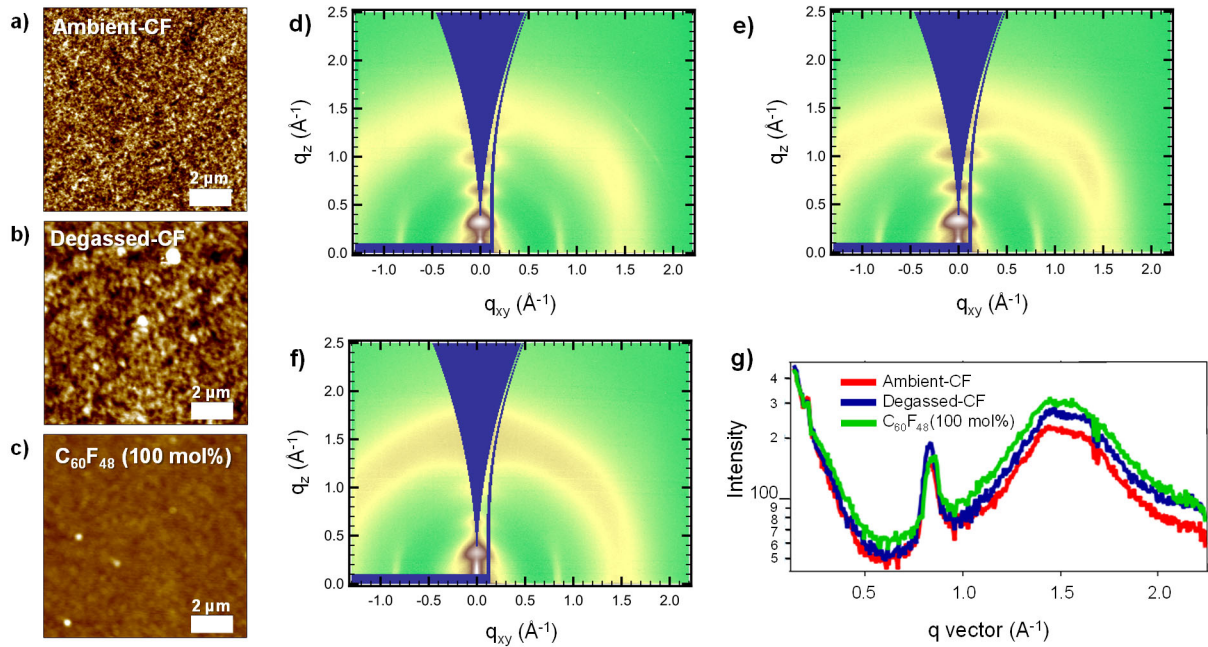 a)
Ambient-CF
2 µm
b)
Degassed-CF
2 µm
c)
C₆₀F₄₈ (100 mol%)
2 µm
d)
2.5
2.0
1.5
1.0
0.5
0.0
q_z (Å⁻¹)
-1.0 -0.5 0.0 0.5 1.0 1.5 2.0
q_xy (Å⁻¹)
e)
2.5
2.0
1.5
1.0
0.5
0.0
q_z (Å⁻¹)
-1.0 -0.5 0.0 0.5 1.0 1.5 2.0
q_xy (Å⁻¹)
f)
2.5
2.0
1.5
1.0
0.5
0.0
q_z (Å⁻¹)
-1.0 -0.5 0.0 0.5 1.0 1.5 2.0
q_xy (Å⁻¹)
g)
Ambient-CF
Degassed-CF
C₆₀F₄₈(100 mol%)
Intensity
4
3
2
100
9
8
7
6
5
0.5 1.0 1.5 2.0
q vector (A⁻¹)